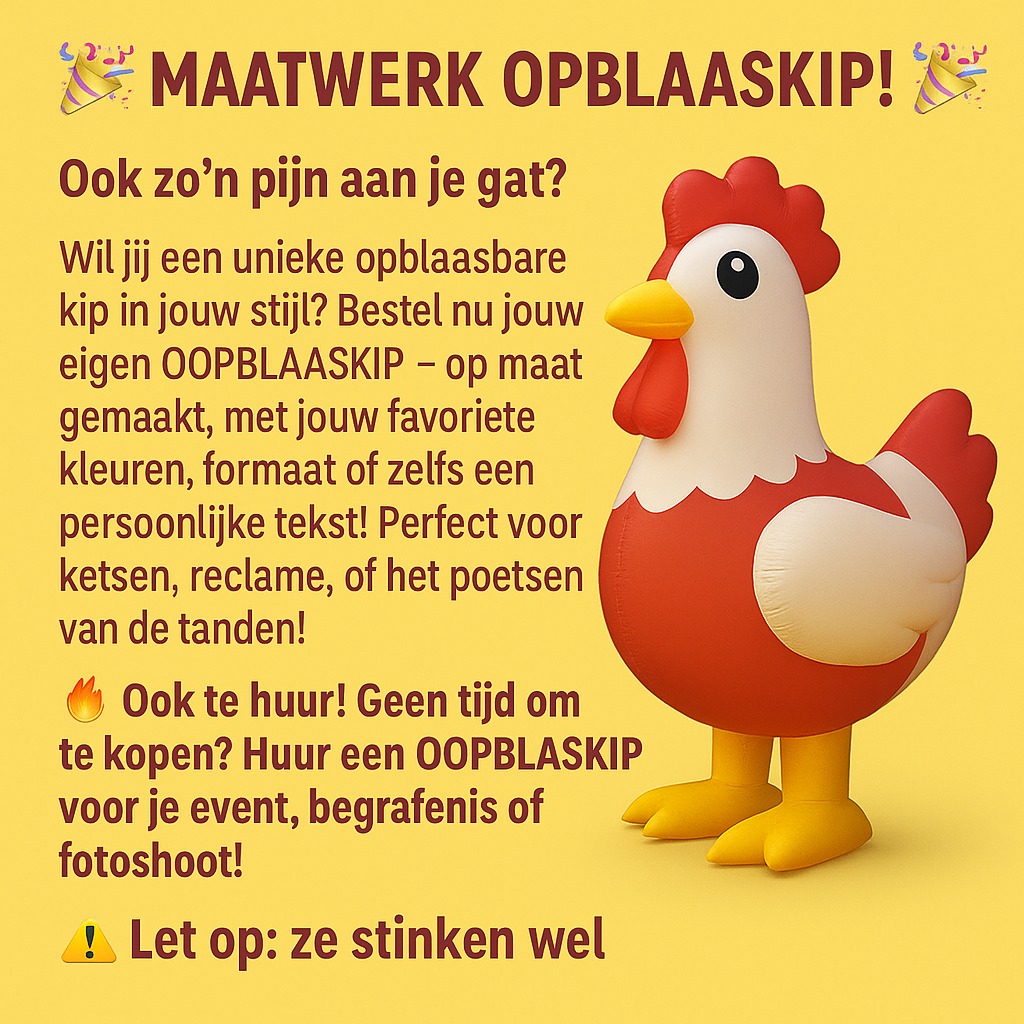 🎉 MAATWERK OPBLAASKIP! 🎉
Ook zo’n pijn aan je gat?
Wil jij een unieke opblaasbare
kip in jouw stijl? Bestel nu jouw
eigen OOPBLAASKIP – op maat
gemaakt, met jouw favoriete
kleuren, formaat of zelfs een
persoonlijke tekst! Perfect voor
ketsen, reclame, of het poetsen
van de tanden!
🔥 Ook te huur! Geen tijd om
te kopen? Huur een OOPBLASKIP
voor je event, begrafenis of
fotoshoot!
⚠️ Let op: ze stinken wel